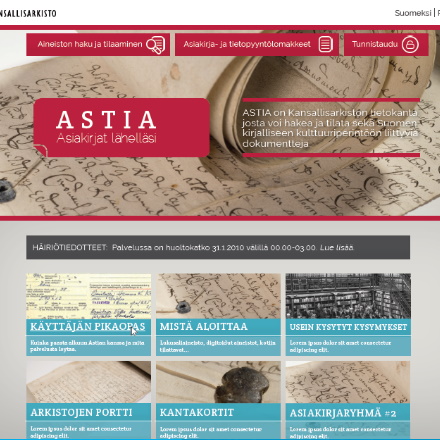 NSALLISARKISTO
Suomeksi |
Aineiston haku ja tilaaminen
Asiakirja- ja tietopyyntölomakkeet
Tunnistaudu
ASTIA
Asiakirjat lähelläsi
ASTIA on Kansallisarkiston tietokanta
josta voi hakea ja tilata sekä Suomen
kirjalliseen kulttuuriperintöön liittyviä
dokumentteja
HÄIRIÖTIEDOTTEET: Palvelussa on huoltokatko 31.1.2010 välillä 00.00-03.00. Lue lisää.
KÄYTTÄJÄN PIKAOPAS
MISTÄ ALOITTAA
USEIN KYSYTYT KYSYMYKSET
Lorem ipsum dolor sit amet consectetur
adipiscing elit.
ARKISTOJEN PORTTI
KANTAKORTIT
ASIAKIRJARYHMÄ #2
Lorem ipsum dolor sit amet consectetur
adipiscing elit.
Lorem ipsum dolor sit amet consectetur
adipiscing elit.
Lorem ipsum dolor sit amet consectetur
adipiscing elit.